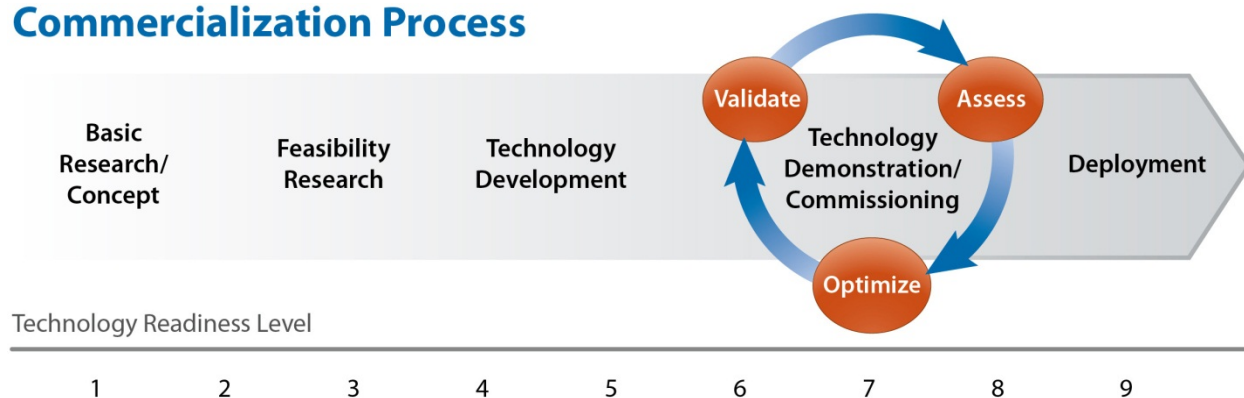 Commercialization Process
Basic
Research/
Concept
Feasibility
Research
Technology
Development
Validate
Assess
Technology
Demonstration/
Commissioning
Optimize
Deployment
Technology Readiness Level
1 2 3 4 5 6 7 8 9